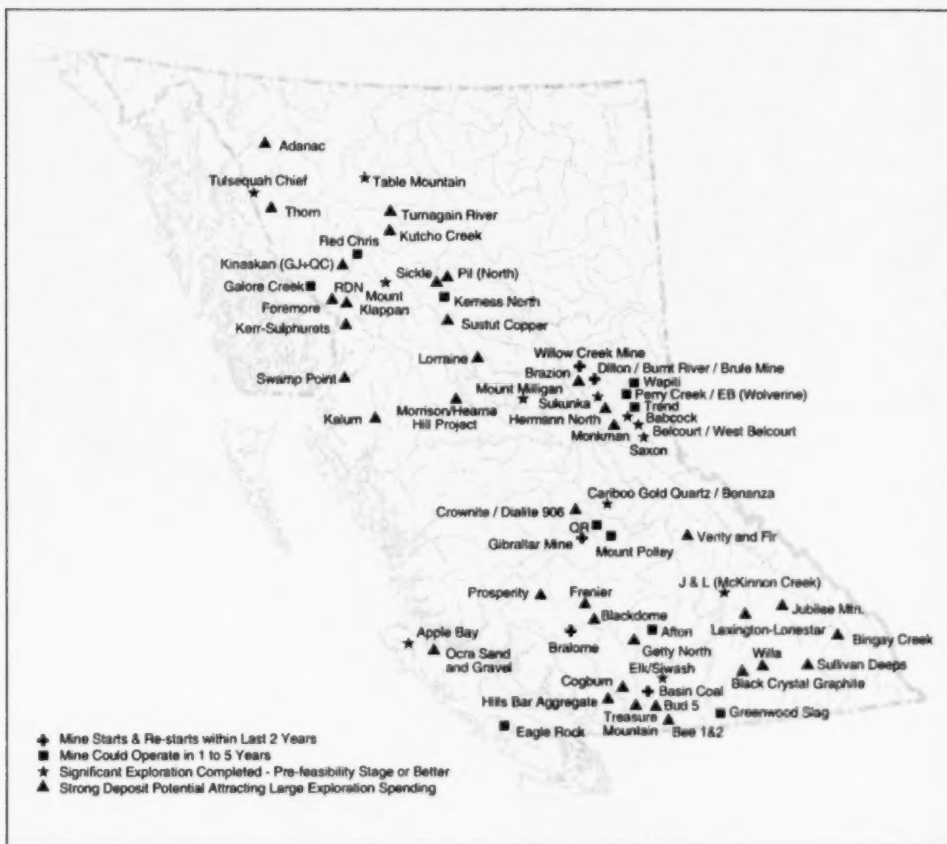 Adanac
Tulsequah Chief
Table Mountain
Thorn
Turnagain River
Kutcho Creek
Red Chris
Kinaskan (GJ+QC)
Sickle
Pil (North)
Galore Creek
RDN
Mount
Klappan
Kemess North
Foremore
Kerr-Sulphurets
Sustut Copper
Lorraine
Willow Creek Mine
Dillon / Burnt River / Brule Mine
Brazion
Wapiti
Swamp Point
Mount Milligan
Perry Creek / EB (Wolverine)
Sukunka
Trend
Kalum
Morrison/Hearne
Hill Project
Hermann North
Babcock
Monkman
Belcourt / West Belcourt
Saxon
Cariboo Gold Quartz / Bonanza
Crownite / Dialite 906
QR
Gibraltar Mine
Mount Polley
Verity and Fir
J & L (McKinnon Creek)
Prosperity
Frenier
Jubilee Mtn.
Blackdome
Lexington-Lonestar
Apple Bay
Bralorne
Afton
Bingay Creek
Ocra Sand
and Gravel
Getty North
Willa
Elk/Siwash
Sullivan Deeps
Cogburn
Black Crystal Graphite
Basin Coal
Hills Bar Aggregate
Bud 5
Greenwood Slag
Treasure
Mountain
Bee 1&2
Eagle Rock
Mine Starts & Re-starts within Last 2 Years
Mine Could Operate in 1 to 5 Years
Significant Exploration Completed - Pre-feasibility Stage or Better
Strong Deposit Potential Attracting Large Exploration Spending